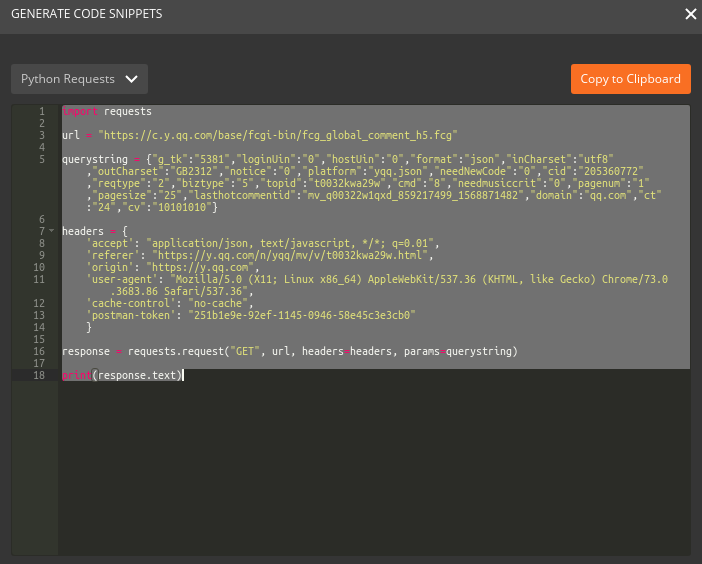 GENERATE CODE SNIPPETS
Python Requests
Copy to Clipboard
1 import requests
2
3 url = "https://c.y.qq.com/base/fcgi-bin/fcg_global_comment_h5.fcg"
4
5 querystring = {"g_tk":"5381","loginUin":"0","hostUin":"0","format":"json","inCharset":"utf8"
,"outCharset":"GB2312","notice":"0","platform":"yqq.json","needNewCode":"0","cid":"205360772"
,"reqtype":"2","biztype":"5","topid":"t0032kwa29w","cmd":"8","needmusiccrit":"0","pagenum":"1"
,"pagesize":"25","lasthotcommentid":"mv_q00322w1qxd_859217499_1568871482","domain":"qq.com","ct"
:"24","cv":"10101010"}
6
7 headers = {
8 'accept': "application/json, text/javascript, */*; q=0.01",
9 'referer': "https://y.qq.com/n/yqq/mv/v/t0032kwa29w.html",
10 'origin': "https://y.qq.com",
11 'user-agent': "Mozilla/5.0 (X11; Linux x86_64) AppleWebKit/537.36 (KHTML, like Gecko) Chrome/73.0
.3683.86 Safari/537.36",
12 'cache-control': "no-cache",
13 'postman-token': "251b1e9e-92ef-1145-0946-58e45c3e3cb0"
14 }
15
16 response = requests.request("GET", url, headers=headers, params=querystring)
17
18 print(response.text)